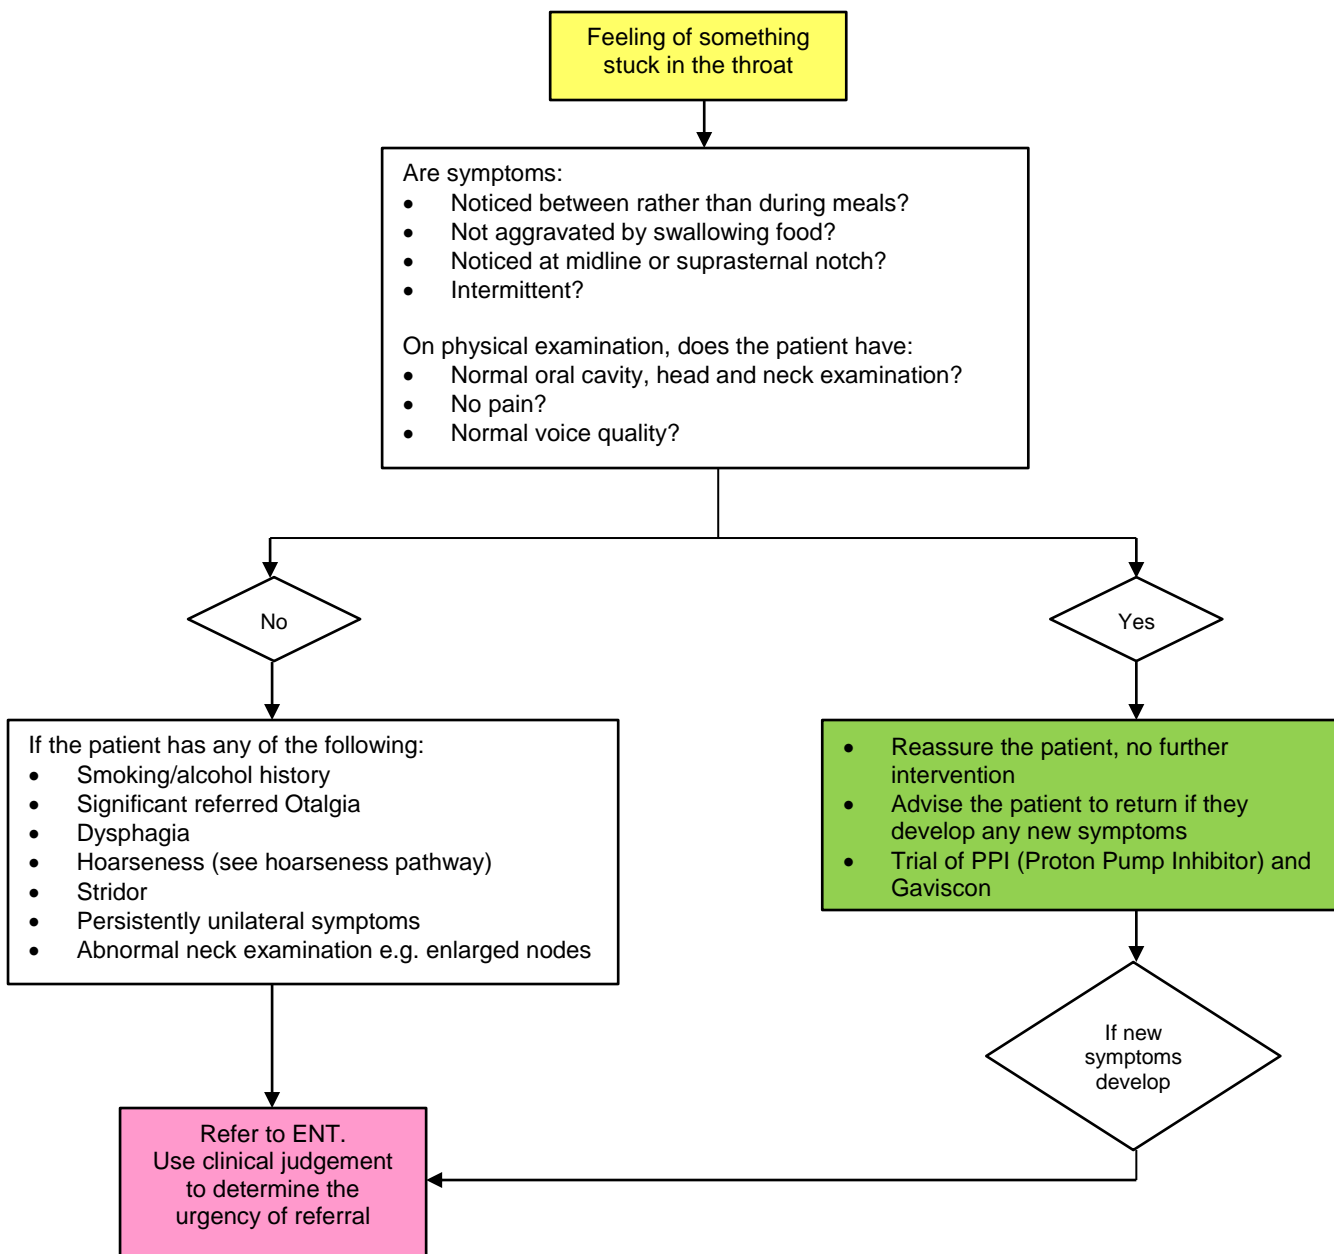 Feeling of something
stuck in the throat
Are symptoms:
• Noticed between rather than during meals?
• Not aggravated by swallowing food?
• Noticed at midline or suprasternal notch?
• Intermittent?
On physical examination, does the patient have:
• Normal oral cavity, head and neck examination?
• No pain?
• Normal voice quality?
No
Yes
If the patient has any of the following:
• Smoking/alcohol history
• Significant referred Otalgia
• Dysphagia
• Hoarseness (see hoarseness pathway)
• Stridor
• Persistently unilateral symptoms
• Abnormal neck examination e.g. enlarged nodes
• Reassure the patient, no further
intervention
• Advise the patient to return if they
develop any new symptoms
• Trial of PPI (Proton Pump Inhibitor) and
Gaviscon
If new
symptoms
develop
Refer to ENT.
Use clinical judgement
to determine the
urgency of referral